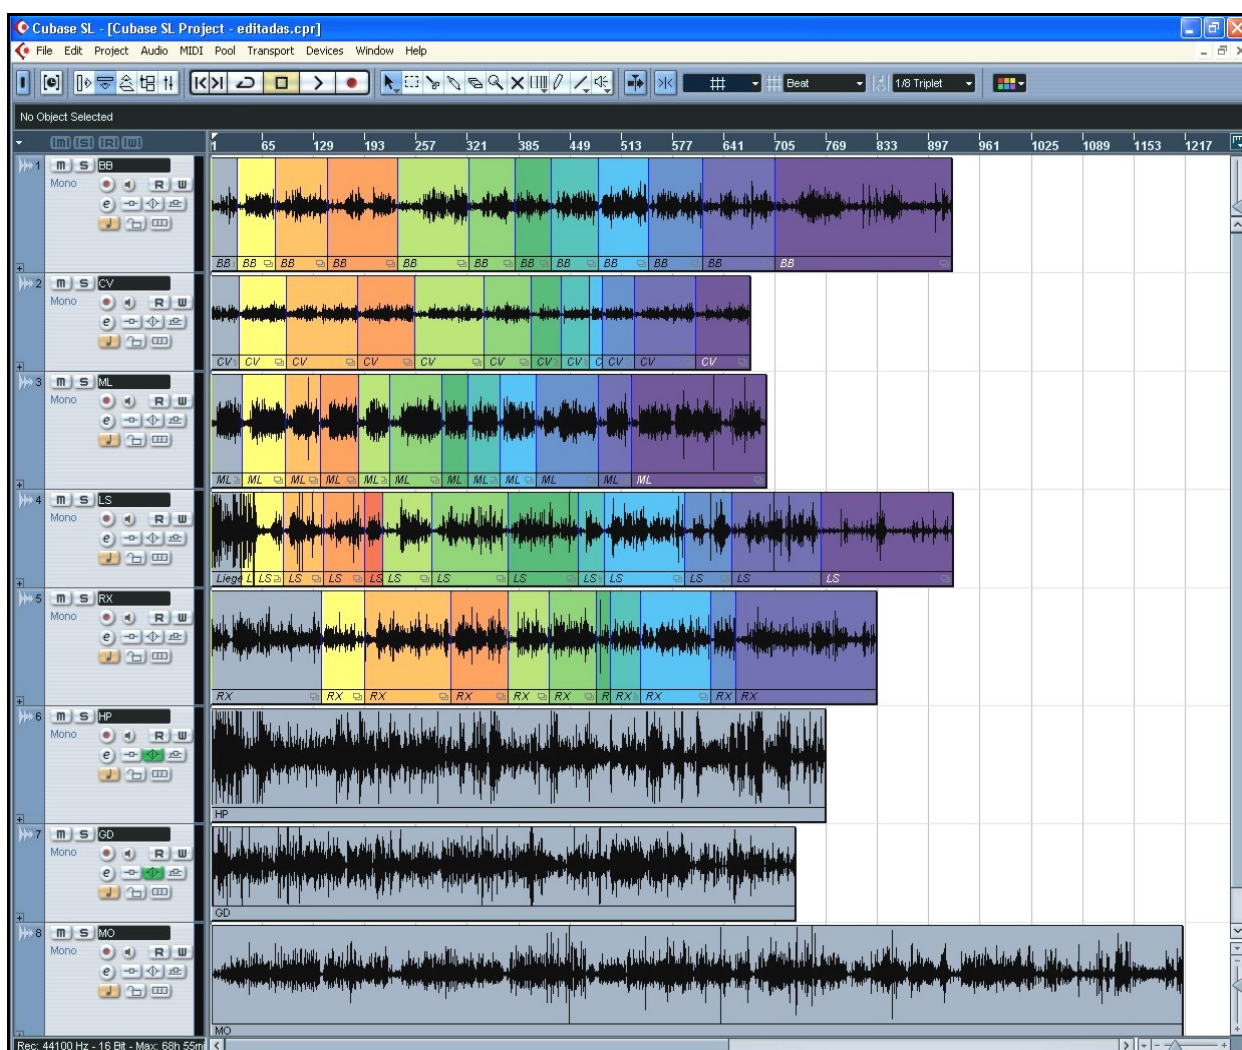 Cubase SL - [Cubase SL Project - editadas.cpr]
File Edit Project Audio MIDI Pool Transport Devices Window Help
Beat 1/8 Triplet
No Object Selected
[m] [S] [R] [W]
1 65 129 193 257 321 385 449 513 577 641 705 769 833 897 961 1025 1089 1153 1217
1 m S BB
Mono R W
e
BB BB BB BB BB BB BB BB BB BB BB BB
2 m S CV
Mono R W
e
CV CV CV CV CV CV CV CV C CV CV CV
3 m S ML
Mono R W
e
ML ML ML ML ML ML ML ML ML ML ML ML
4 m S LS
Mono R W
e
Liege L LS LS LS LS LS LS LS LS LS LS LS LS
5 m S RX
Mono R W
e
RX RX RX RX RX RX R RX RX RX RX
6 m S HP
Mono R W
e
HP
7 m S GD
Mono R W
e
GD
8 m S MO
Mono R W
e
MO
Rec: 44100 Hz - 16 Bit - Max: 68h 55mi